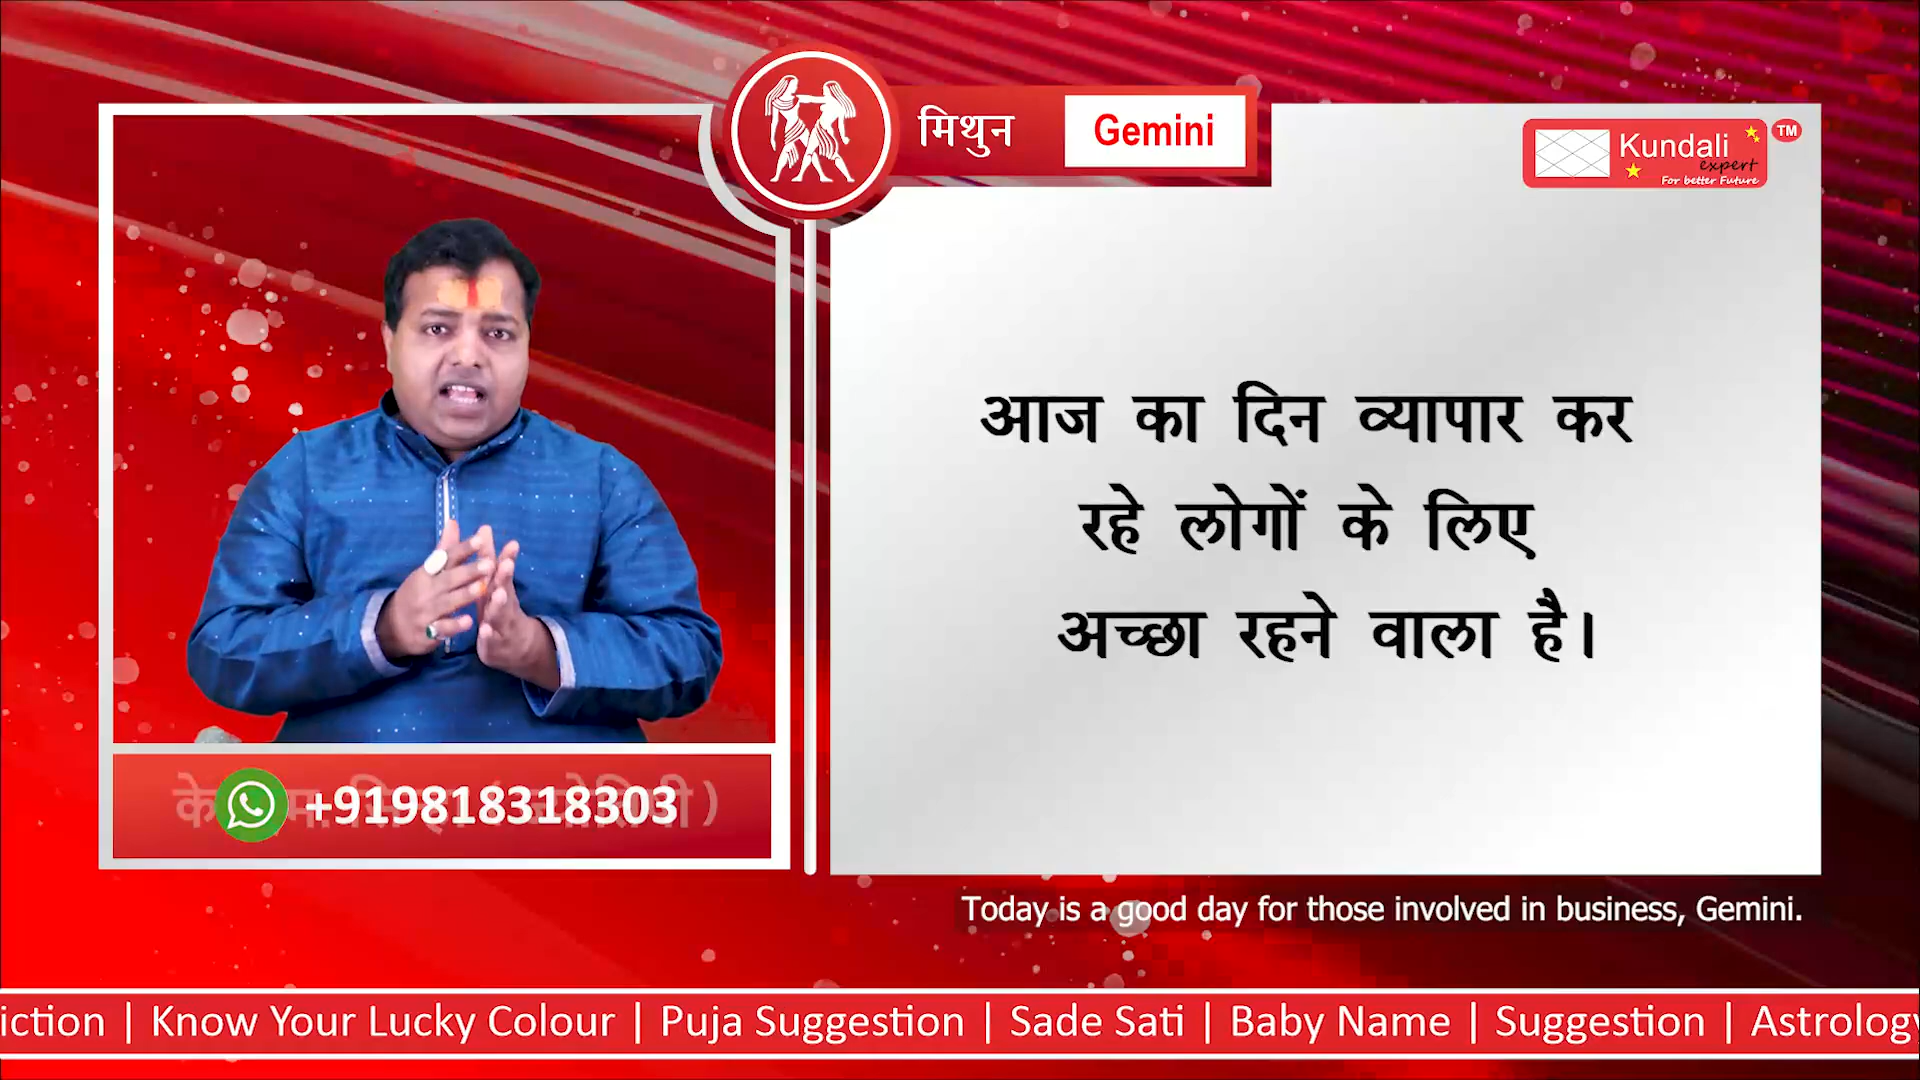 मिथुन
Gemini
Kundali
TM
expert
For better Future
आज का दिन व्यापार कर
रहे लोगों के लिए
अच्छा रहने वाला है।
+919818318303
Today is a good day for those involved in business, Gemini.
iction | Know Your Lucky Colour | Puja Suggestion | Sade Sati | Baby Name | Suggestion | Astrology